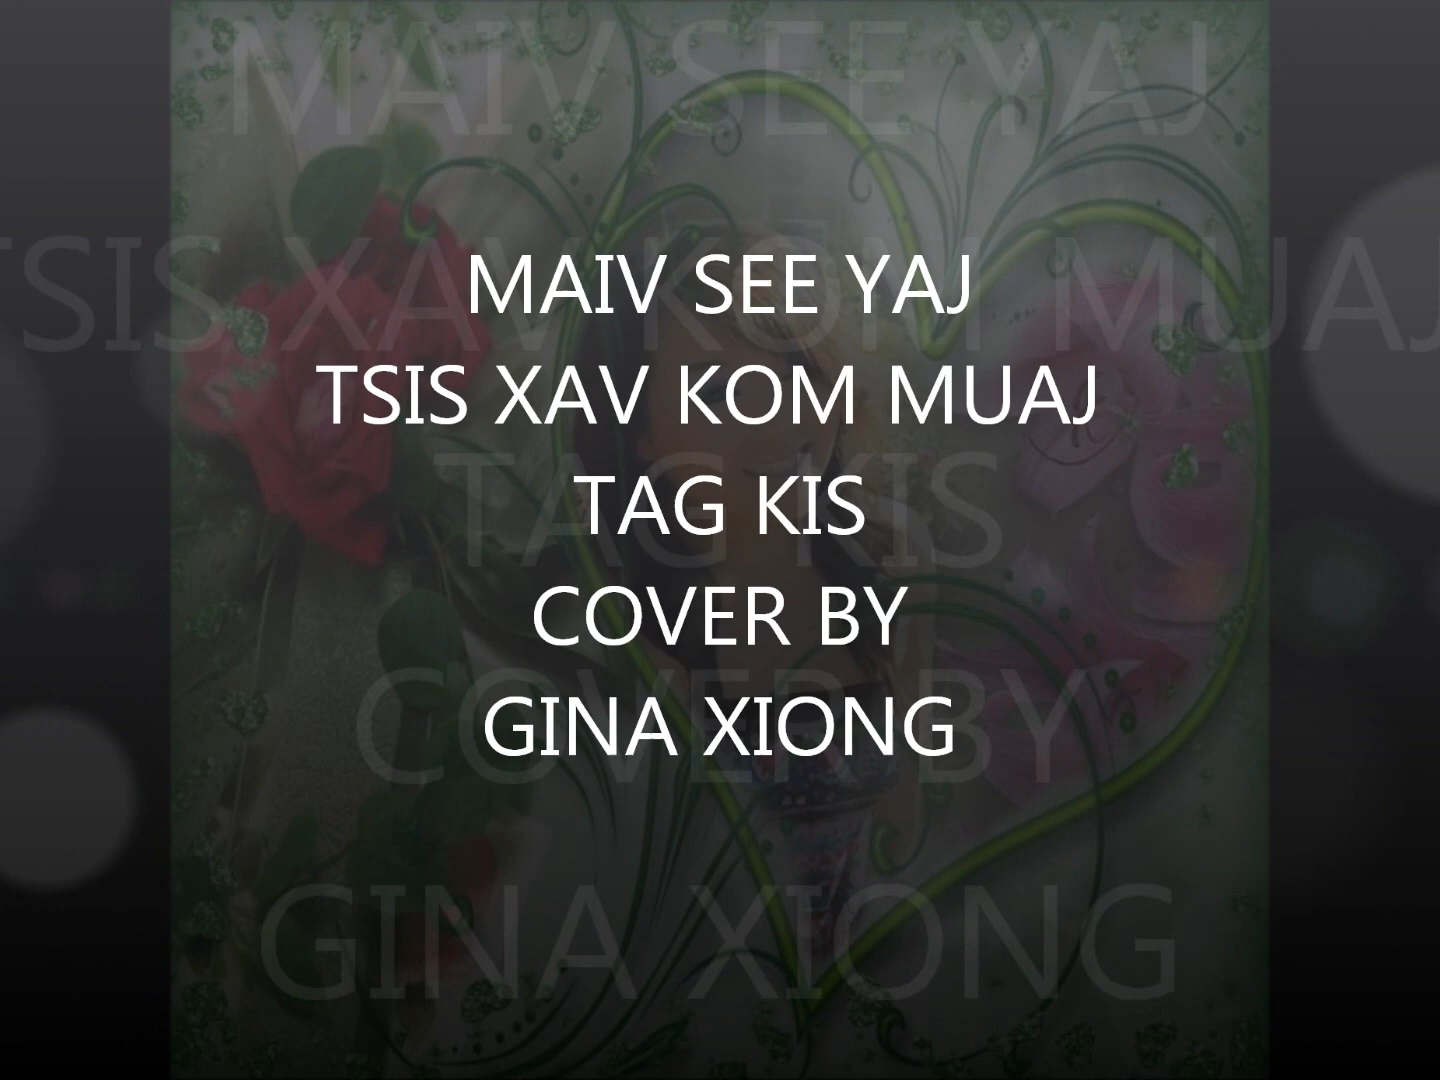 MAIV SEE YAJ
TSIS XAV KOM MUAJ
TAG KIS
COVER BY
GINA XIONG